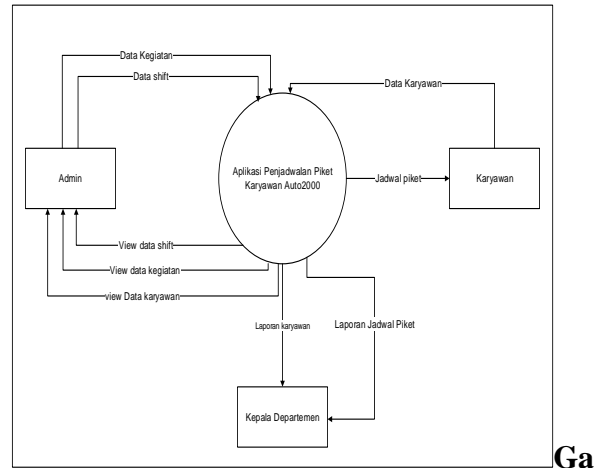 Data Kegiatan
Data shift
Data Karyawan
Admin
Aplikasi Penjadwalan Piket
Karyawan Auto2000
Jadwal piket
Karyawan
View data shift
View data kegiatan
view Data karyawan
Laporan karyawan
Laporan Jadwal Piket
Kepala Departemen
Ga